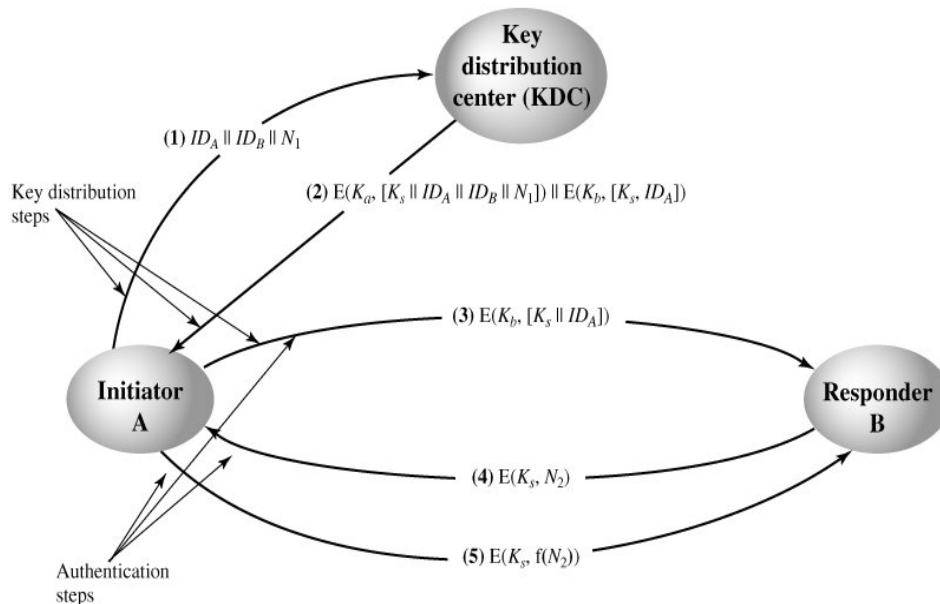 Key
distribution
center (KDC)
(1) ID_A || ID_B || N_1
Key distribution
steps
(2) E(K_a, [K_s || ID_A || ID_B || N_1]) || E(K_b, [K_s, ID_A])
(3) E(K_b, [K_s || ID_A])
Initiator
A
Responder
B
(4) E(K_s, N_2)
(5) E(K_s, f(N_2))
Authentication
steps